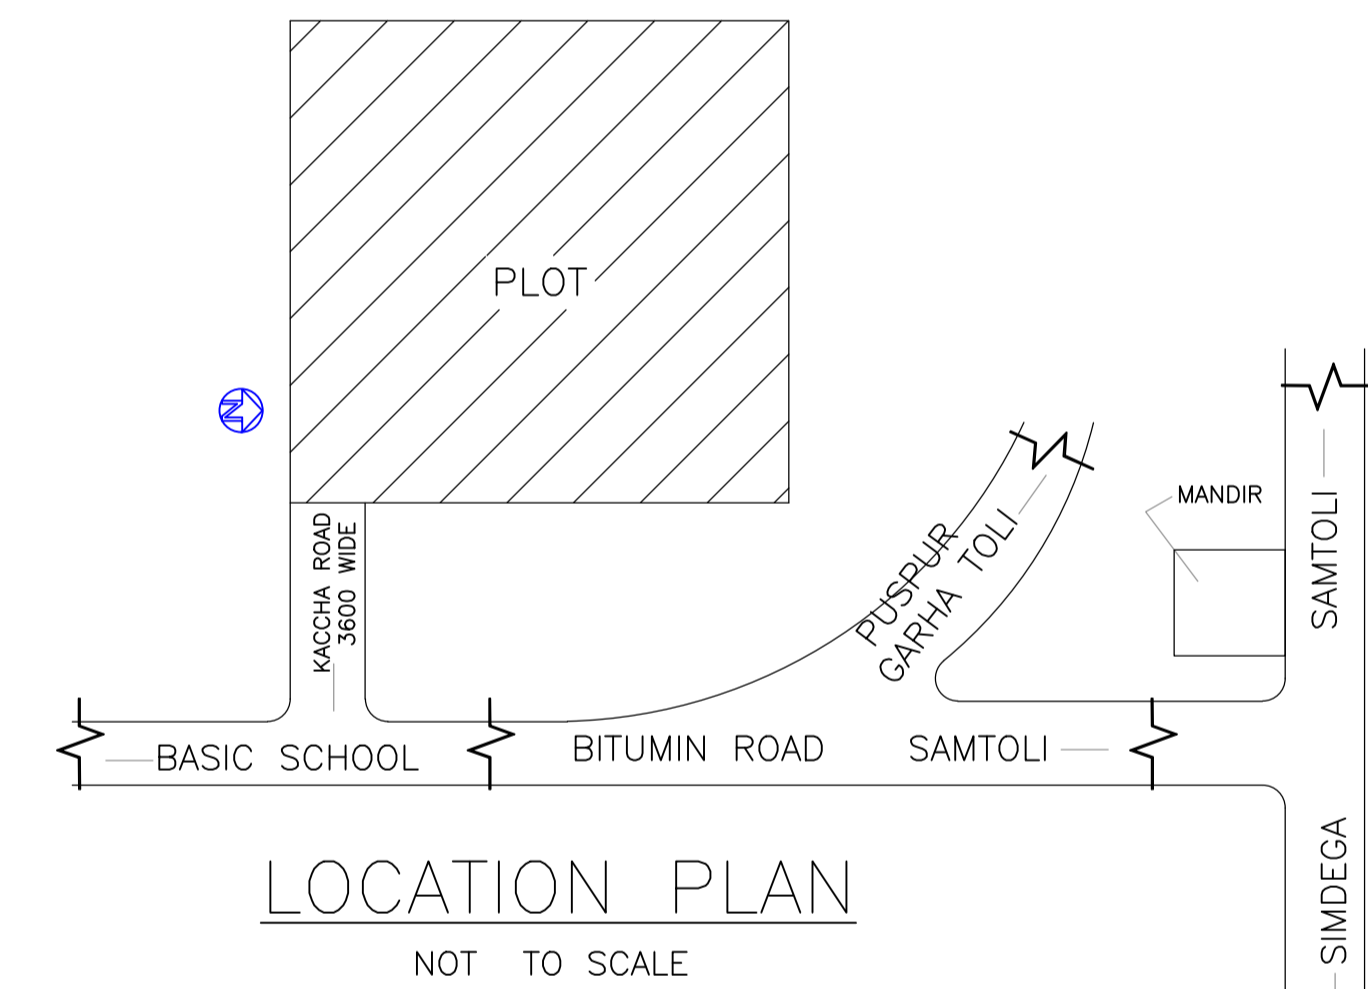 PLOT
N
MANDIR
SAMTOLI
PUSPUR
GARHA TOLI
KACCHA ROAD
3600 WIDE
BASIC SCHOOL
BITUMIN ROAD
SAMTOLI
SIMDEGA
LOCATION PLAN
NOT TO SCALE